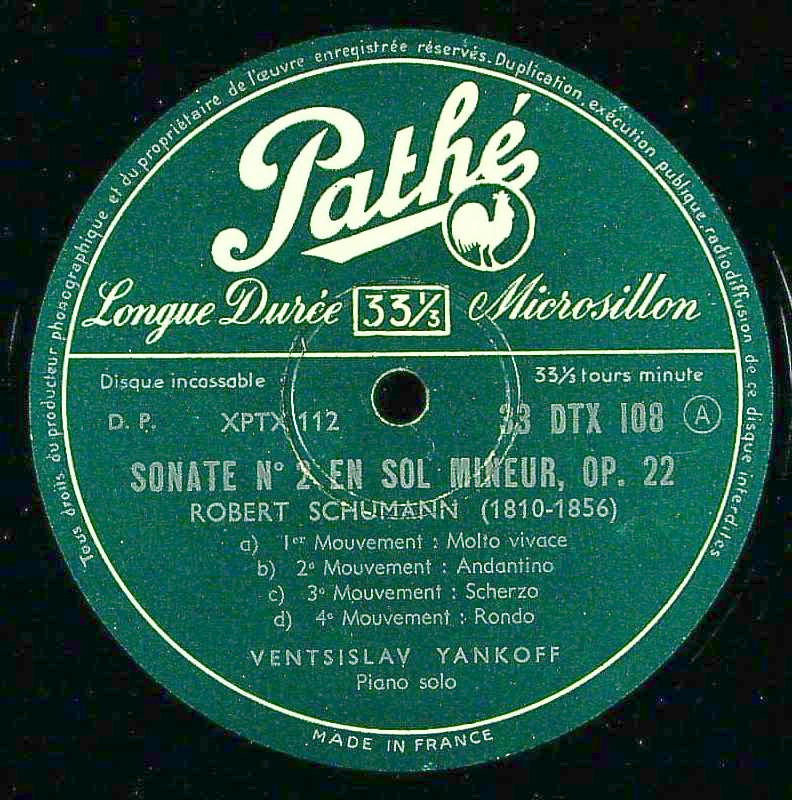 Tous droits du producteur phonographique et du propriétaire de l'œuvre enregistrée réservés. Duplication, exécution publique, radiodiffusion de ce disque interdites
Pathé
Longue Durée 33⅓ Microsillon
Disque incassable 33⅓ tours minute
D. P. XPTX 112 33 DTX 108 A
SONATE N° 2 EN SOL MINEUR, OP. 22
ROBERT SCHUMANN (1810-1856)
a) 1er Mouvement : Molto vivace
b) 2e Mouvement : Andantino
c) 3e Mouvement : Scherzo
d) 4e Mouvement : Rondo
VENTSISLAV YANKOFF
Piano solo
MADE IN FRANCE